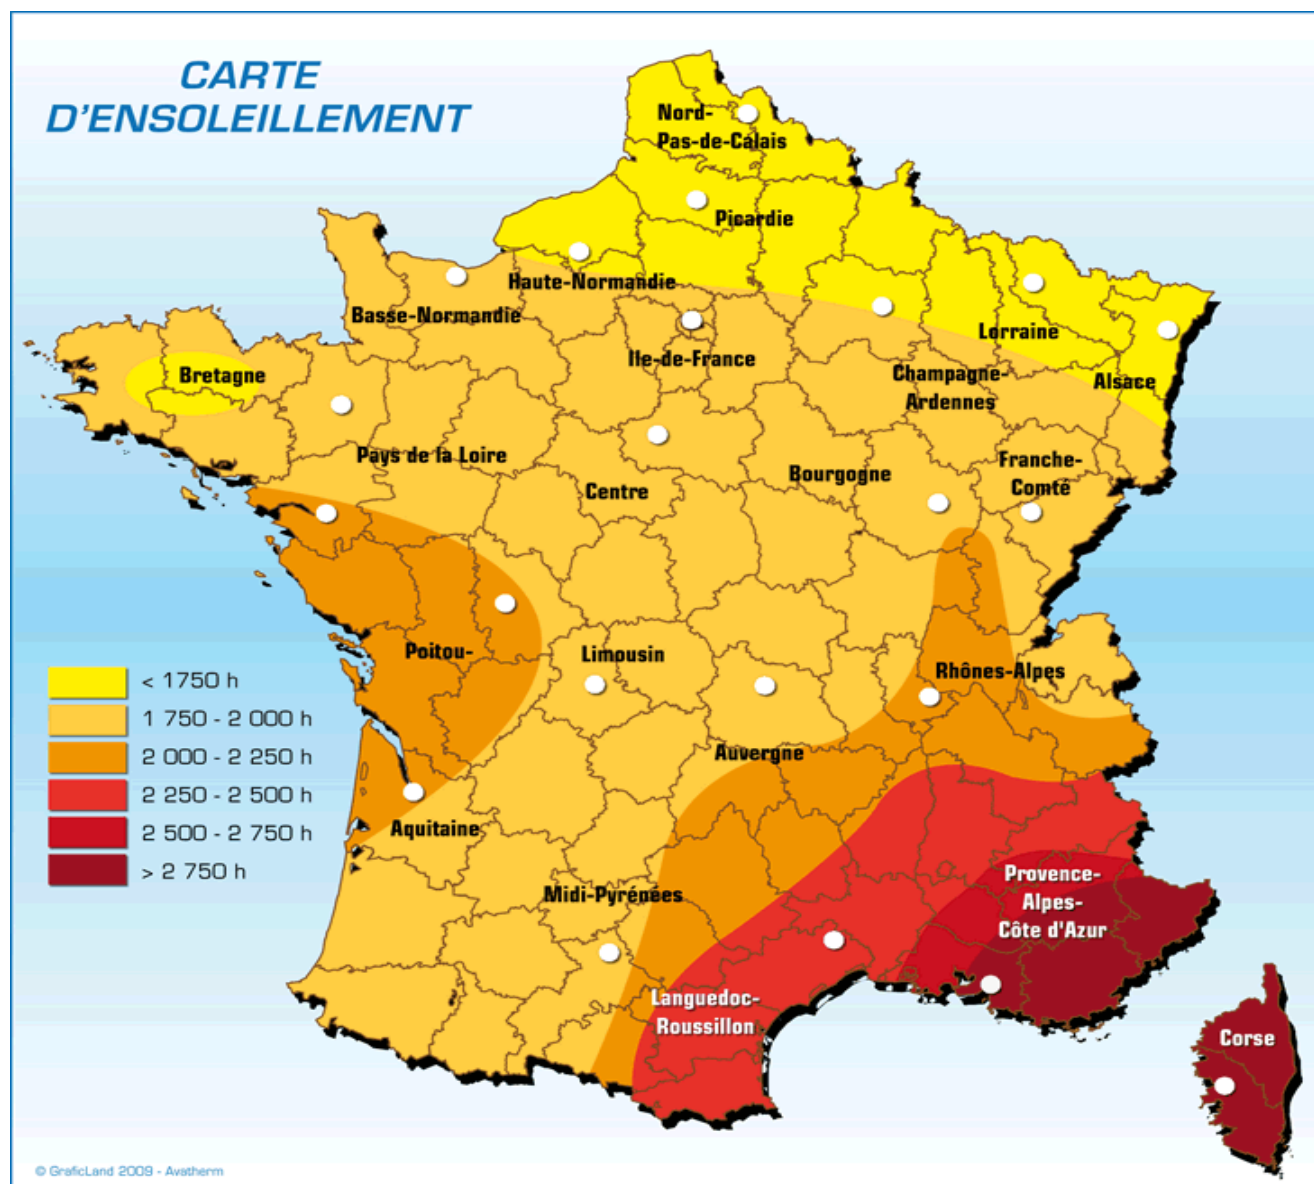 CARTE
D'ENSOLEILLEMENT
Nord-
Pas-de-Calais
Picardie
Haute-Normandie
Basse-Normandie
Ile-de-France
Lorraine
Champagne-
Ardennes
Alsace
Bretagne
Pays de la Loire
Centre
Bourgogne
Franche-
Comté
Poitou-
Limousin
Rhônes-Alpes
Auvergne
Aquitaine
Midi-Pyrénées
Provence-
Alpes-
Côte d'Azur
Languedoc-
Roussillon
Corse
< 1750 h
1 750 - 2 000 h
2 000 - 2 250 h
2 250 - 2 500 h
2 500 - 2 750 h
> 2 750 h
© GraficLand 2009 - Avatherm